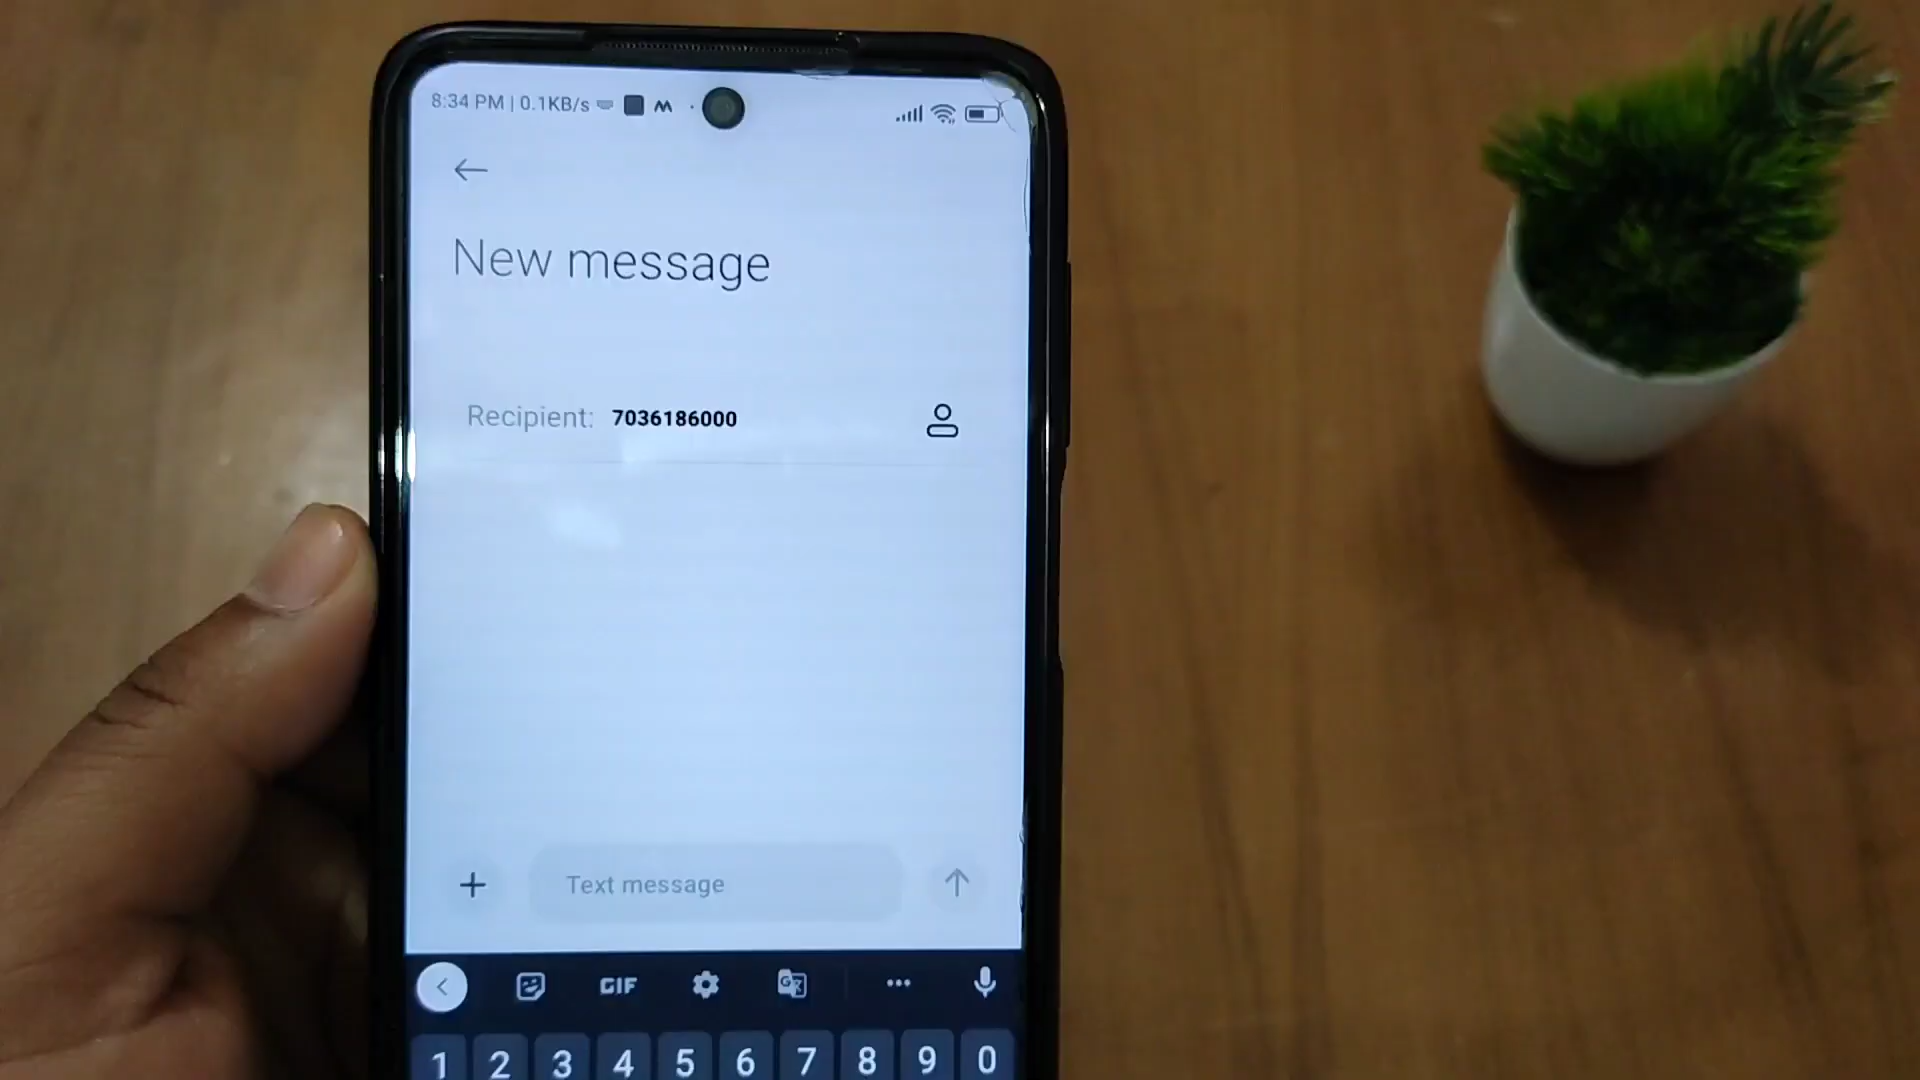 8:34 PM | 0.1KB/s
New message
Recipient: 7036186000
Text message
GIF
1 2 3 4 5 6 7 8 9 0